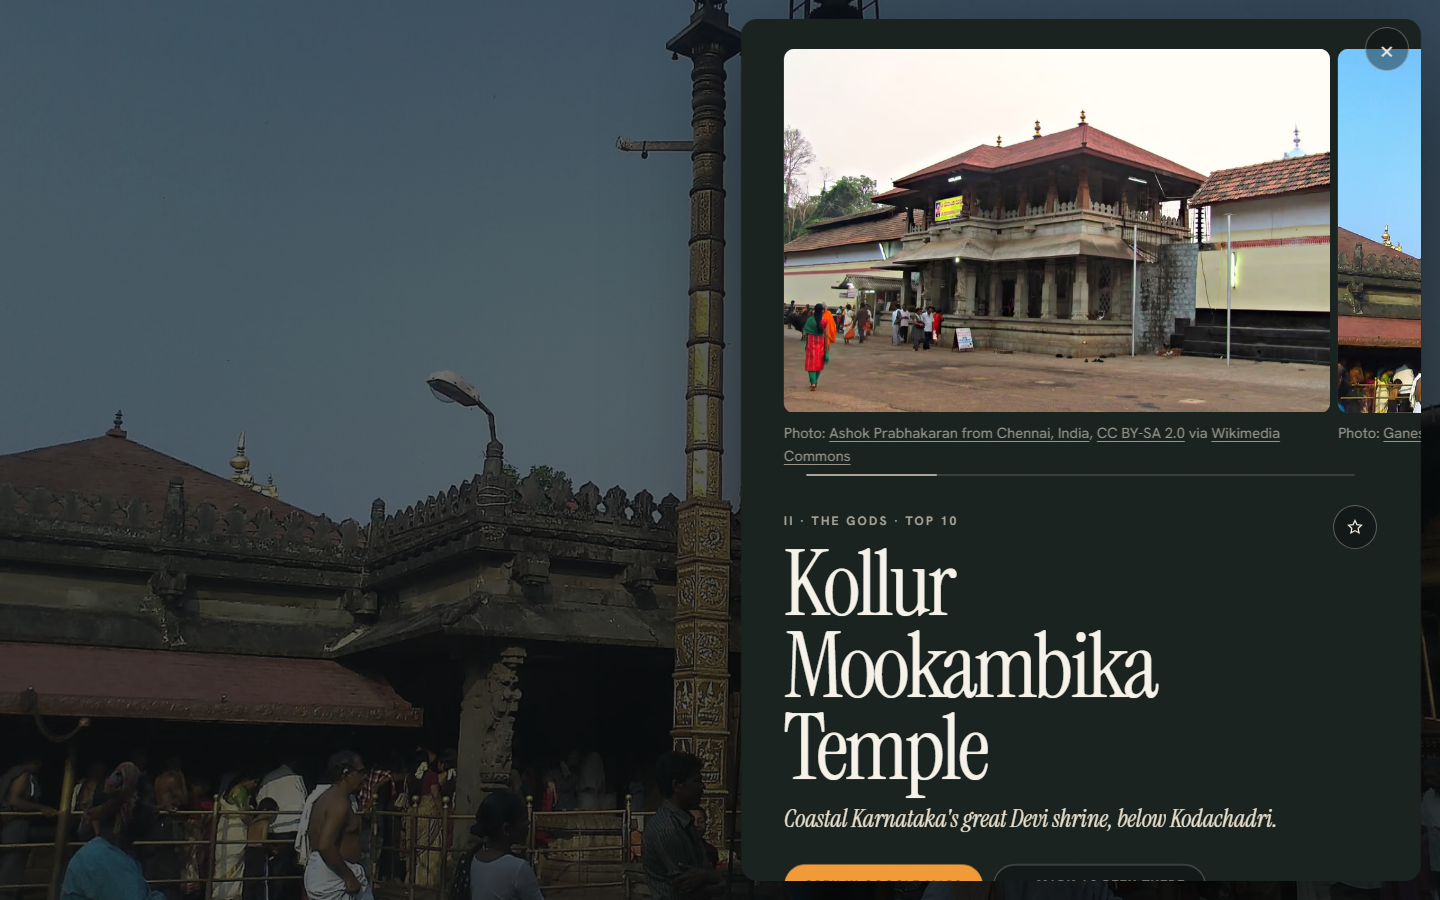 Photo: Ashok Prabhakaran from Chennai, India, CC BY-SA 2.0 via Wikimedia
Commons
Photo:
II · THE GODS · TOP 10
Kollur
Mookambika
Temple
Coastal Karnataka's great Devi shrine, below Kodachadri.